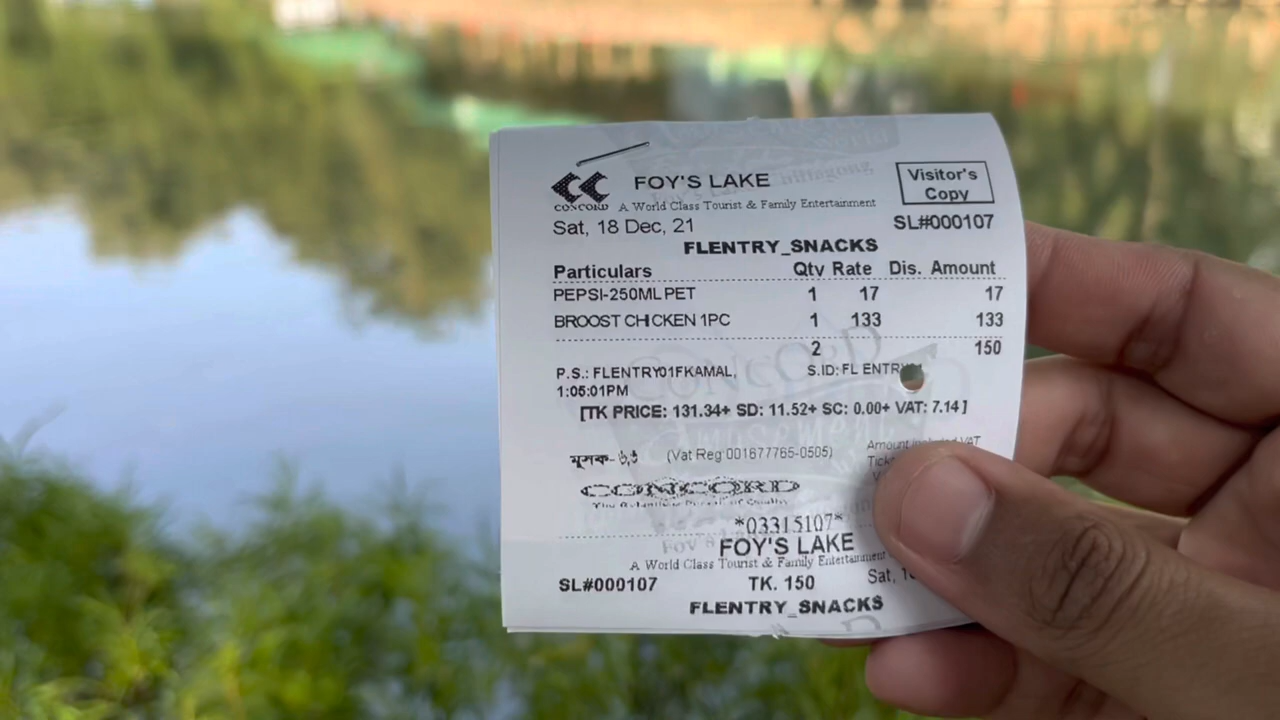 FOY'S LAKE
Visitor's
Copy
CONCORD A World Class Tourist & Family Entertainment
Sat, 18 Dec, 21 SL#000107
FLENTRY_SNACKS
Particulars Qty Rate Dis. Amount
PEPSI-250ML PET 1 17 17
BROOST CHICKEN 1PC 1 133 133
2 150
P.S.: FLENTRY01FKAMAL, S.ID: FL ENTRY
1:05:01PM
[TK PRICE: 131.34+ SD: 11.52+ SC: 0.00+ VAT: 7.14]
মূসক-৬.৩ (Vat Reg:001677765-0505) Amount included VAT
CONCORD
*03315107*
FOY'S LAKE
A World Class Tourist & Family Entertainment
SL#000107 TK. 150 Sat,
FLENTRY_SNACKS